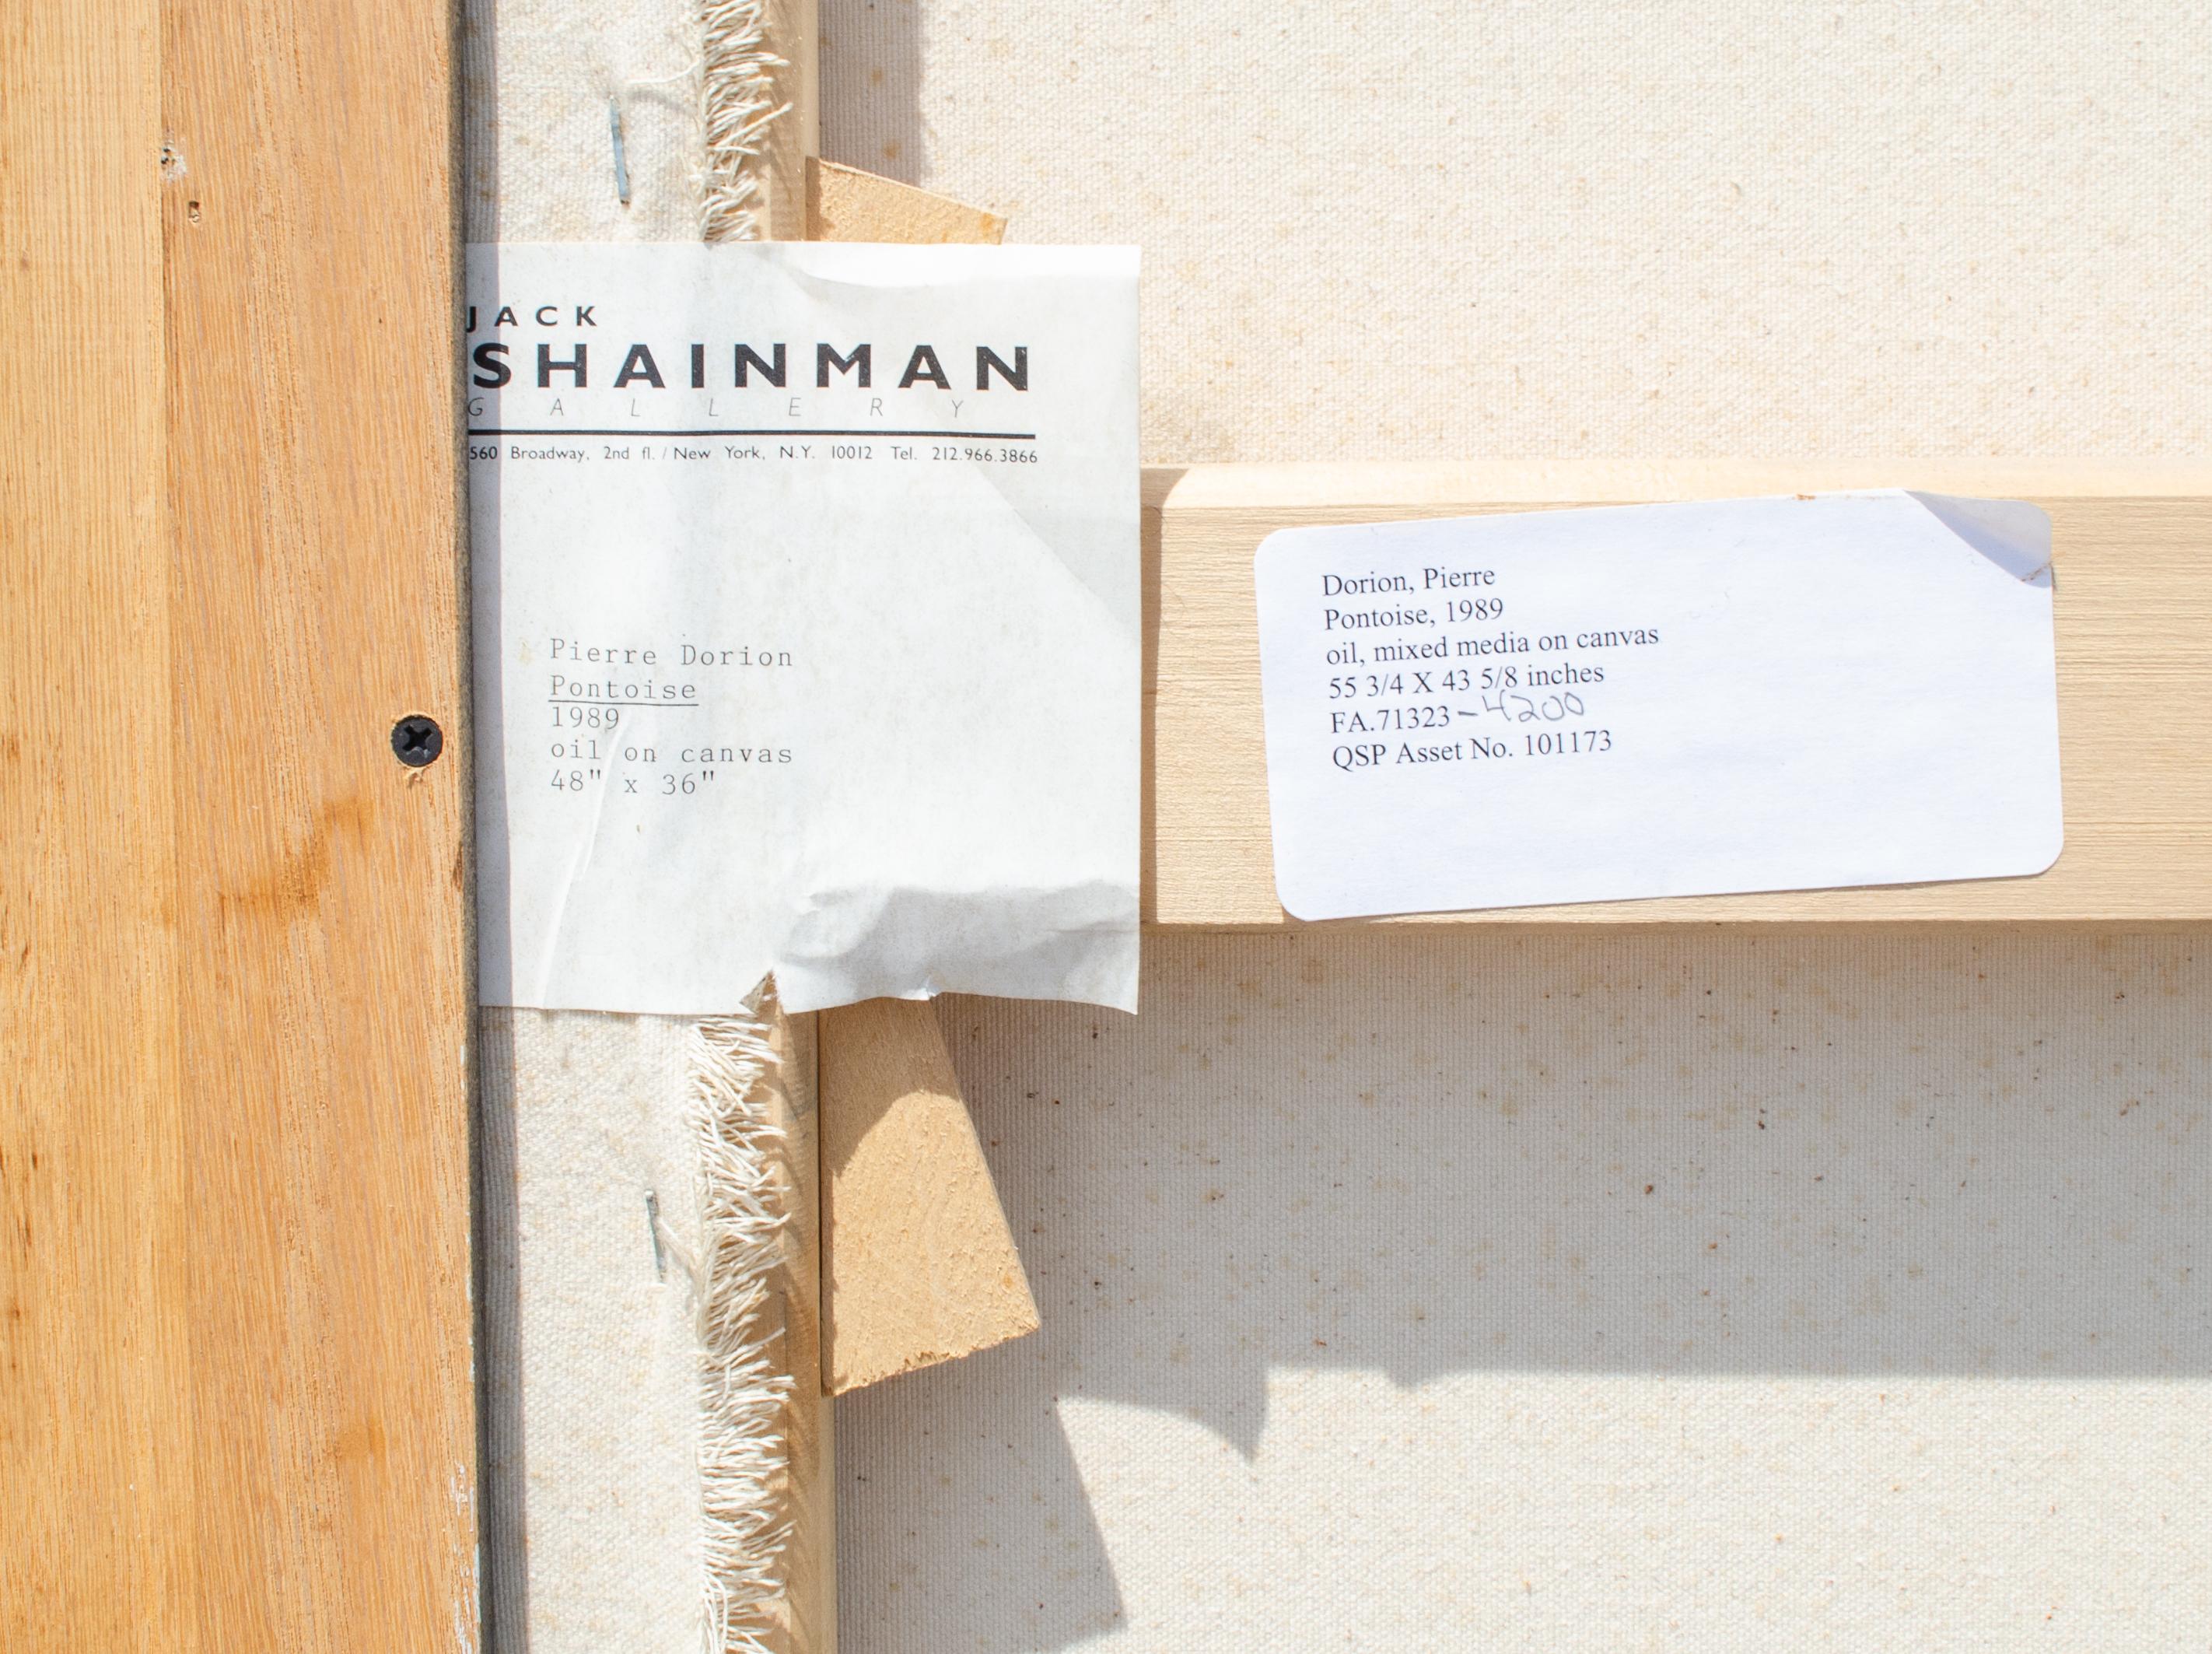 JACK
SHAINMAN
GALLERY
560 Broadway, 2nd fl. / New York, N.Y. 10012 Tel. 212.966.3866
Pierre Dorion
Pontoise
1989
oil on canvas
48" x 36"
Dorion, Pierre
Pontoise, 1989
oil, mixed media on canvas
55 3/4 X 43 5/8 inches
FA.71323 - 4200
QSP Asset No. 101173